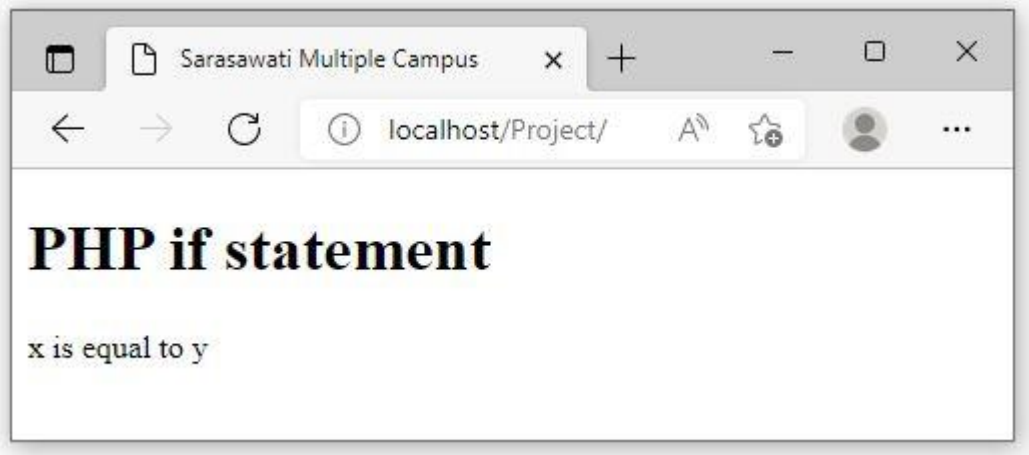 Sarasawati Multiple Campus
localhost/Project/
PHP if statement
x is equal to y